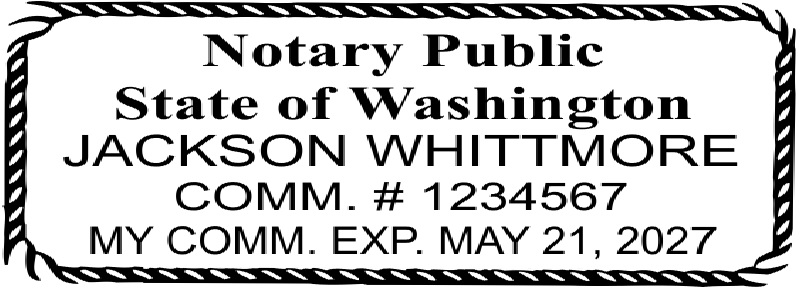 Notary Public
State of Washington
JACKSON WHITTMORE
COMM. # 1234567
MY COMM. EXP. MAY 21, 2027